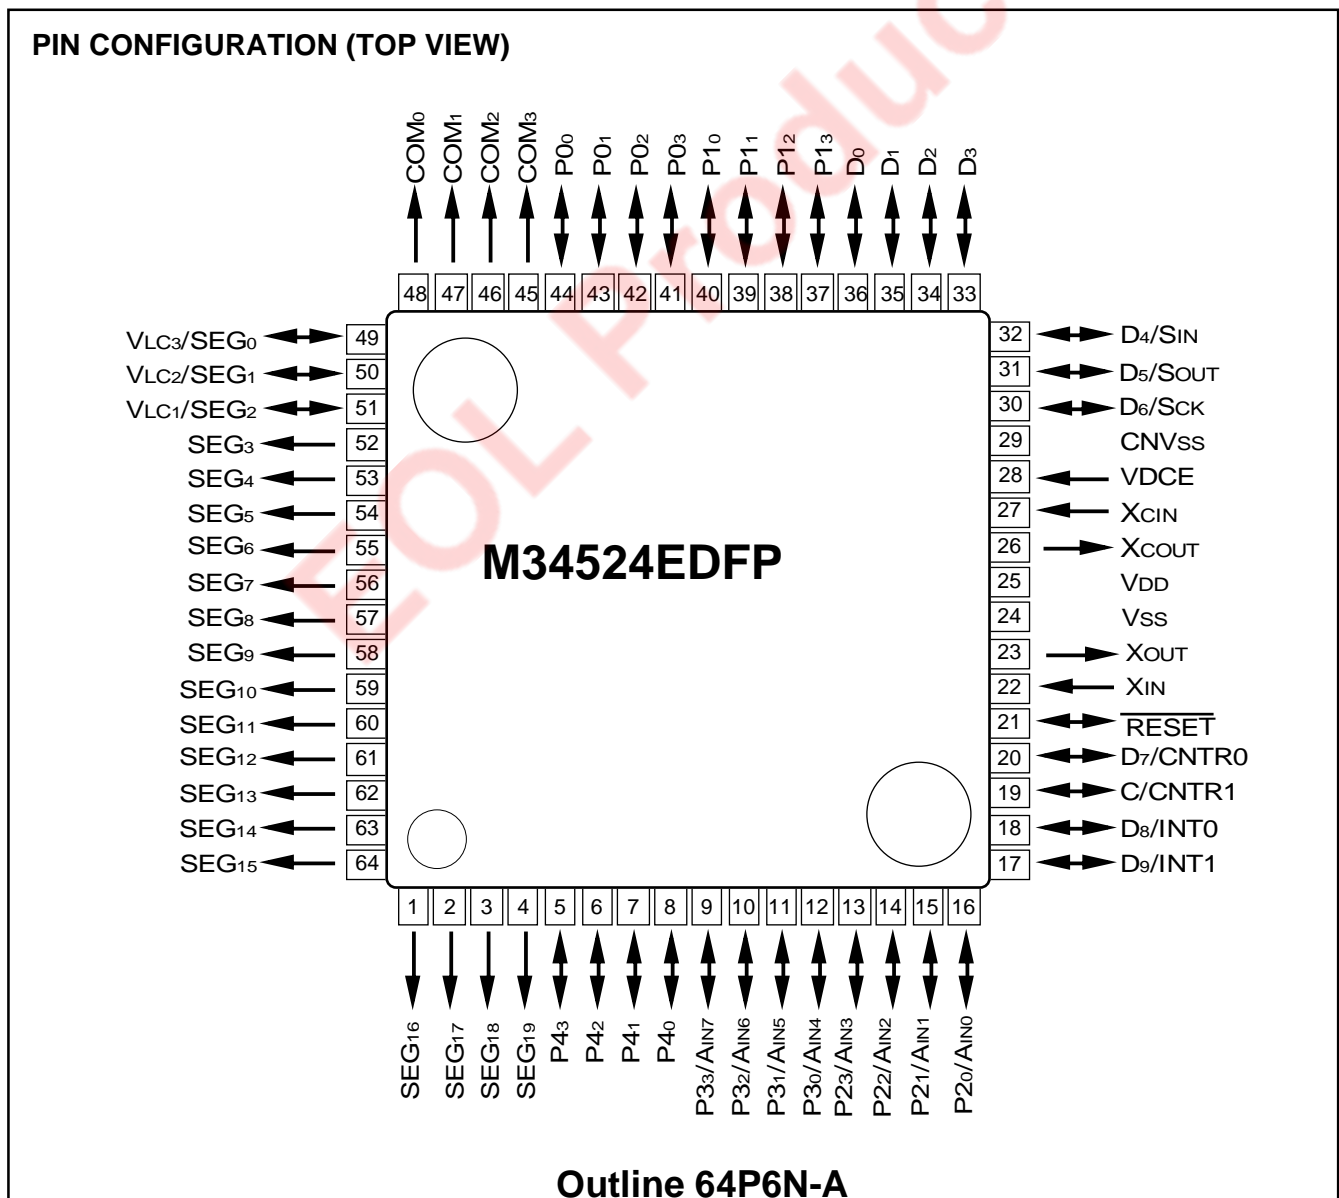 PIN CONFIGURATION (TOP VIEW)
COM0
COM1
COM2
COM3
P00
P01
P02
P03
P10
P11
P12
P13
D0
D1
D2
D3
48 47 46 45 44 43 42 41 40 39 38 37 36 35 34 33
VLC3/SEG0 49
VLC2/SEG1 50
VLC1/SEG2 51
SEG3 52
SEG4 53
SEG5 54
SEG6 55
SEG7 56
SEG8 57
SEG9 58
SEG10 59
SEG11 60
SEG12 61
SEG13 62
SEG14 63
SEG15 64
M34524EDFP
32 D4/SIN
31 D5/SOUT
30 D6/SCK
29 CNVSS
28 VDCE
27 XCIN
26 XCOUT
25 VDD
24 VSS
23 XOUT
22 XIN
21 RESET
20 D7/CNTR0
19 C/CNTR1
18 D8/INT0
17 D9/INT1
1 2 3 4 5 6 7 8 9 10 11 12 13 14 15 16
SEG16
SEG17
SEG18
SEG19
P43
P42
P41
P40
P33/AIN7
P32/AIN6
P31/AIN5
P30/AIN4
P23/AIN3
P22/AIN2
P21/AIN1
P20/AIN0
Outline 64P6N-A
EOL Produc